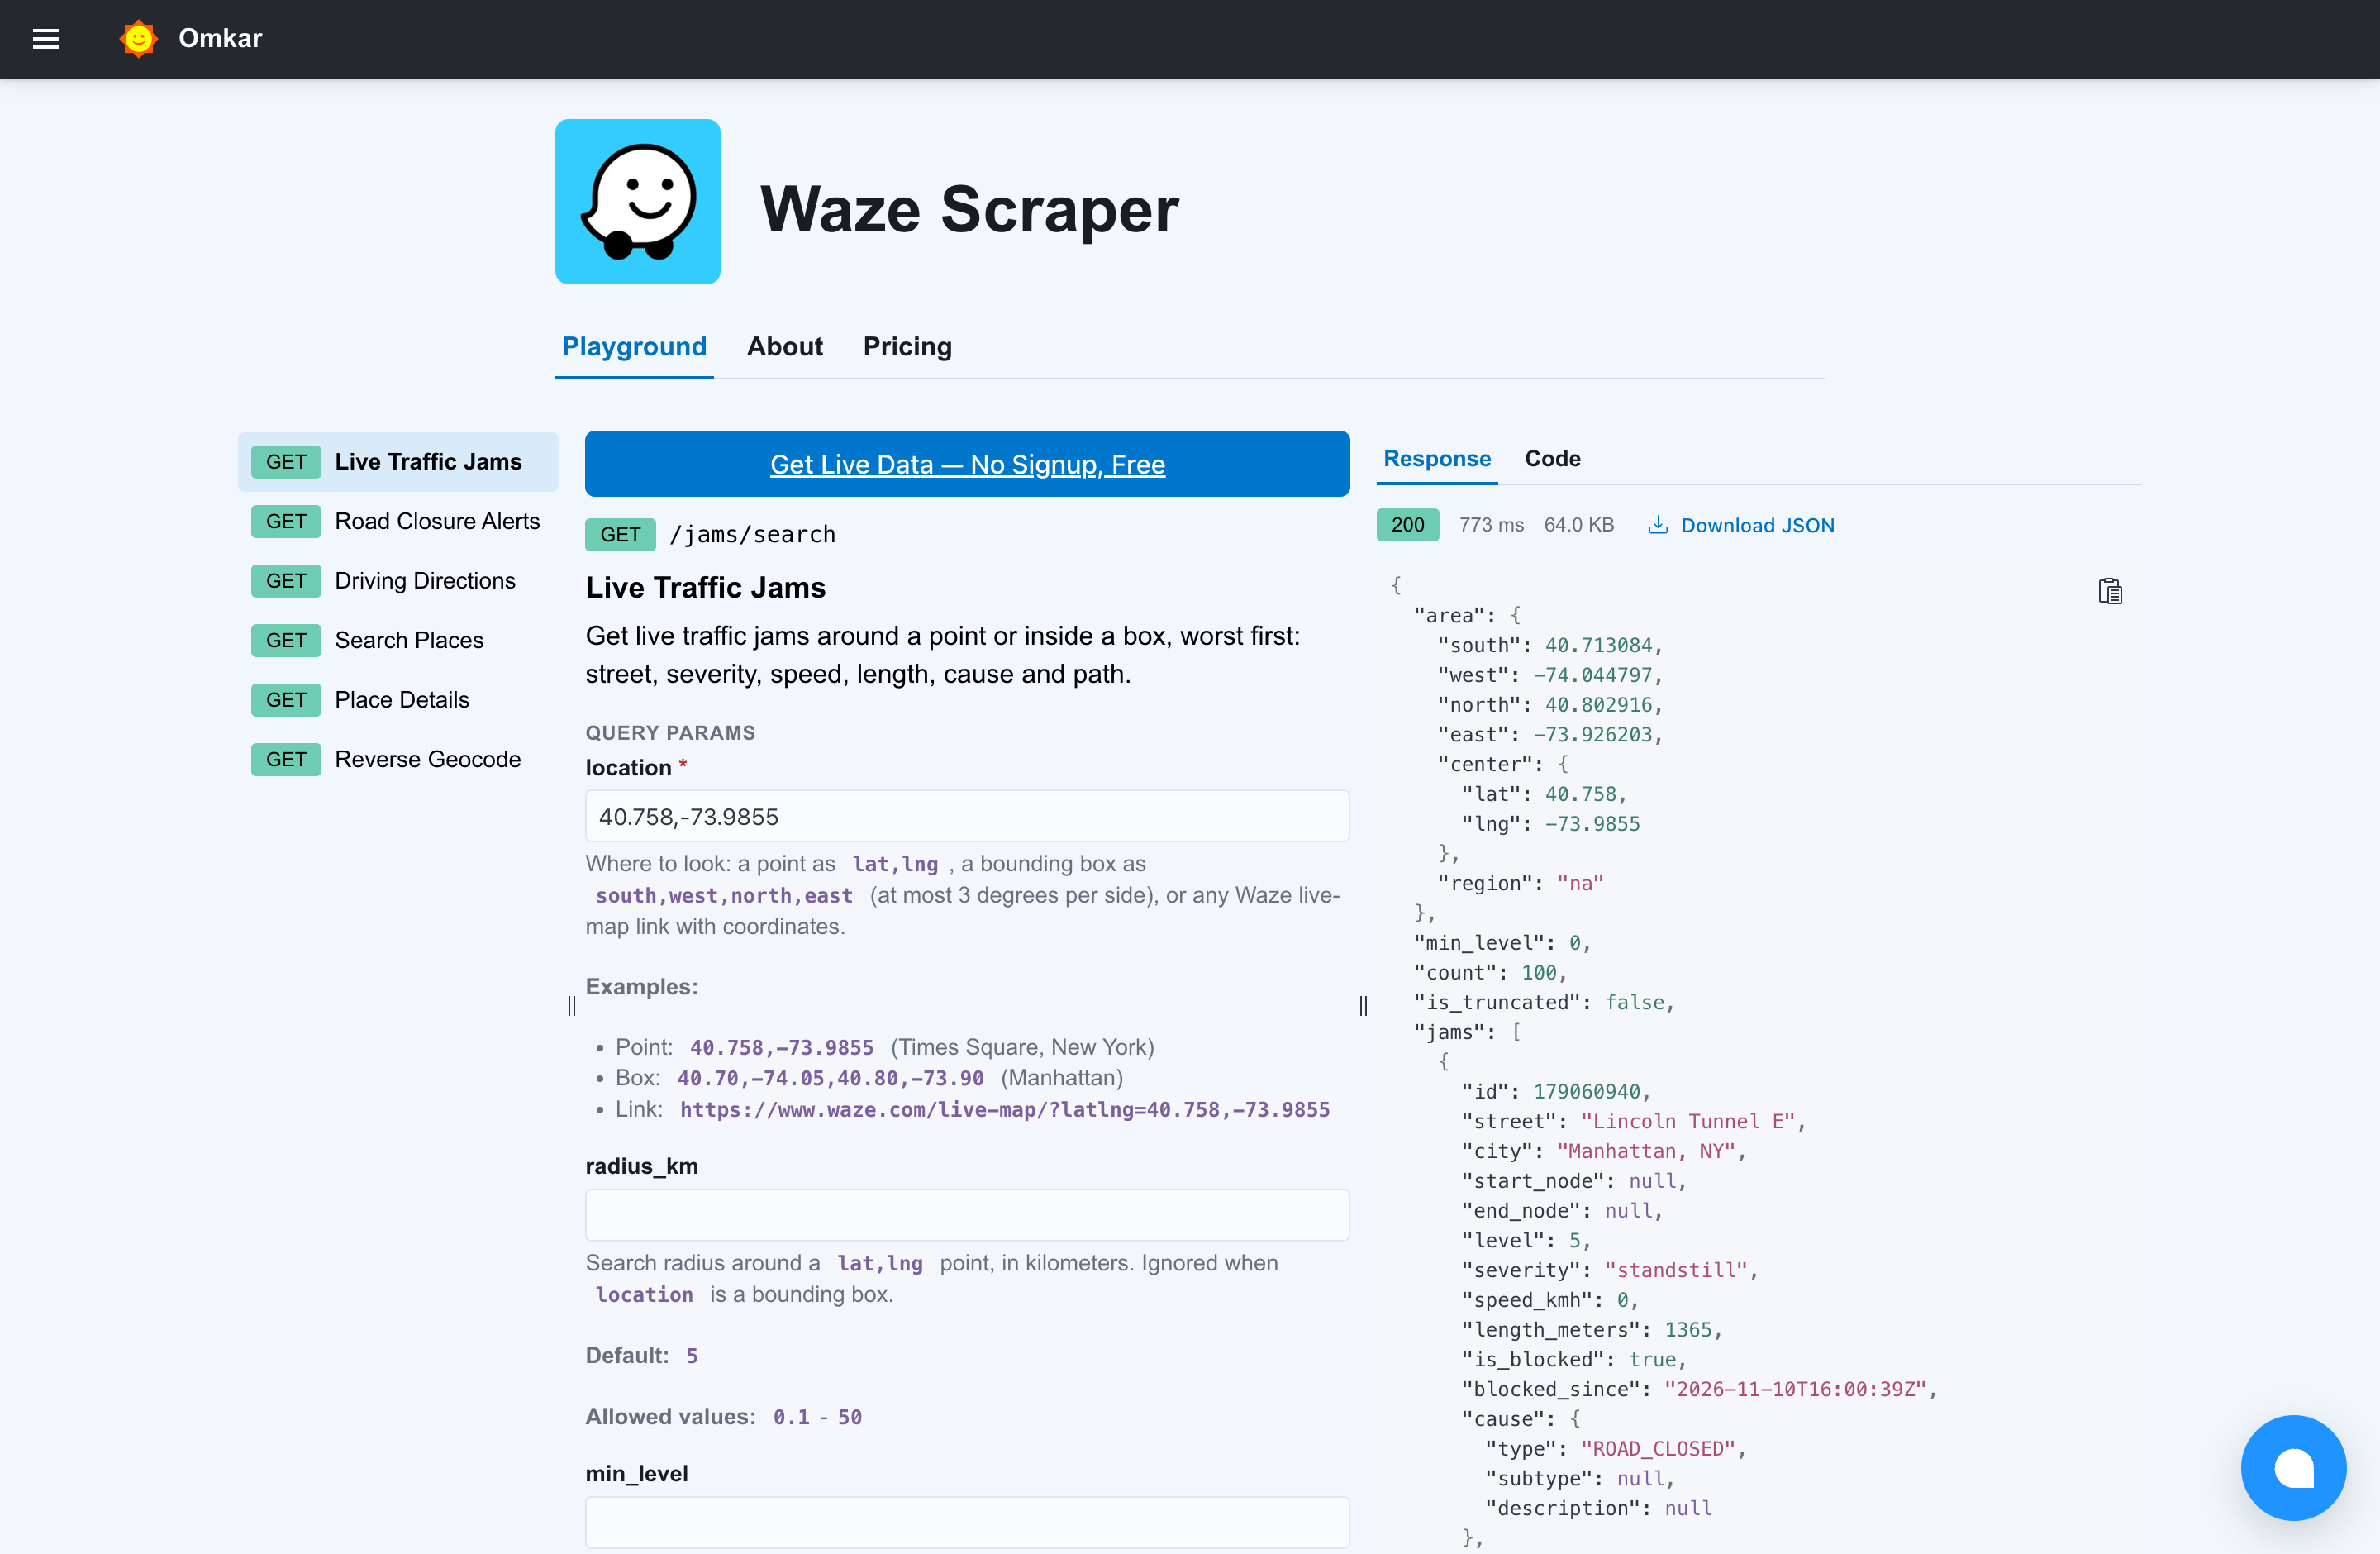 Omkar
Waze Scraper
Playground About Pricing
GET Live Traffic Jams
GET Road Closure Alerts
GET Driving Directions
GET Search Places
GET Place Details
GET Reverse Geocode
Get Live Data — No Signup, Free
GET /jams/search
Live Traffic Jams
Get live traffic jams around a point or inside a box, worst first:
street, severity, speed, length, cause and path.
QUERY PARAMS
location *
40.758,-73.9855
Where to look: a point as lat,lng , a bounding box as
south,west,north,east (at most 3 degrees per side), or any Waze live-
map link with coordinates.
Examples:
• Point: 40.758,-73.9855 (Times Square, New York)
• Box: 40.70,-74.05,40.80,-73.90 (Manhattan)
• Link: https://www.waze.com/live-map/?latlng=40.758,-73.9855
radius_km
Search radius around a lat,lng point, in kilometers. Ignored when
location is a bounding box.
Default: 5
Allowed values: 0.1 - 50
min_level
Response Code
200 773 ms 64.0 KB Download JSON
{
"area": {
"south": 40.713084,
"west": -74.044797,
"north": 40.802916,
"east": -73.926203,
"center": {
"lat": 40.758,
"lng": -73.9855
},
"region": "na"
},
"min_level": 0,
"count": 100,
"is_truncated": false,
"jams": [
{
"id": 179060940,
"street": "Lincoln Tunnel E",
"city": "Manhattan, NY",
"start_node": null,
"end_node": null,
"level": 5,
"severity": "standstill",
"speed_kmh": 0,
"length_meters": 1365,
"is_blocked": true,
"blocked_since": "2026-11-10T16:00:39Z",
"cause": {
"type": "ROAD_CLOSED",
"subtype": null,
"description": null
},